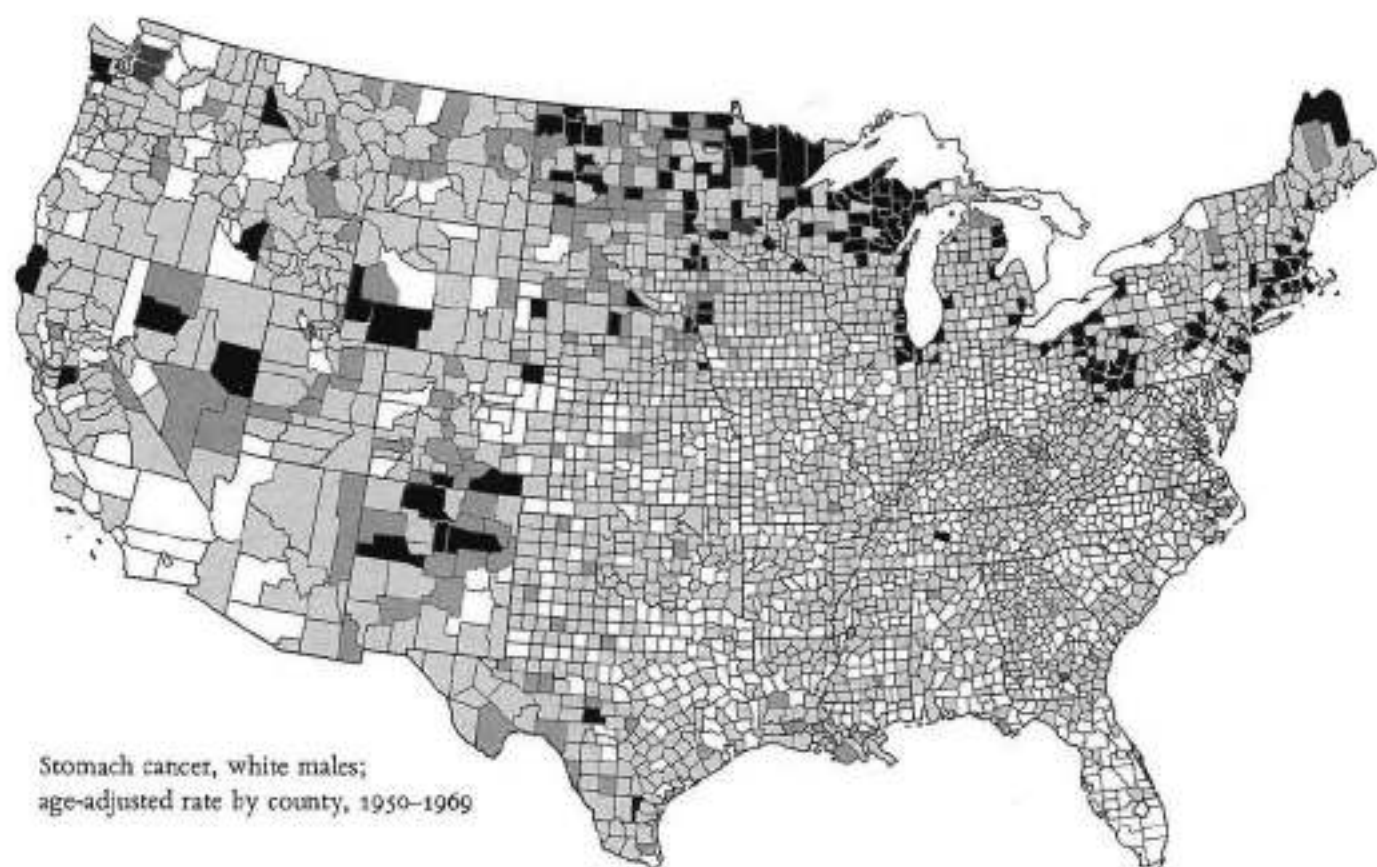 Stomach cancer, white males;
age-adjusted rate by county, 1950–1969